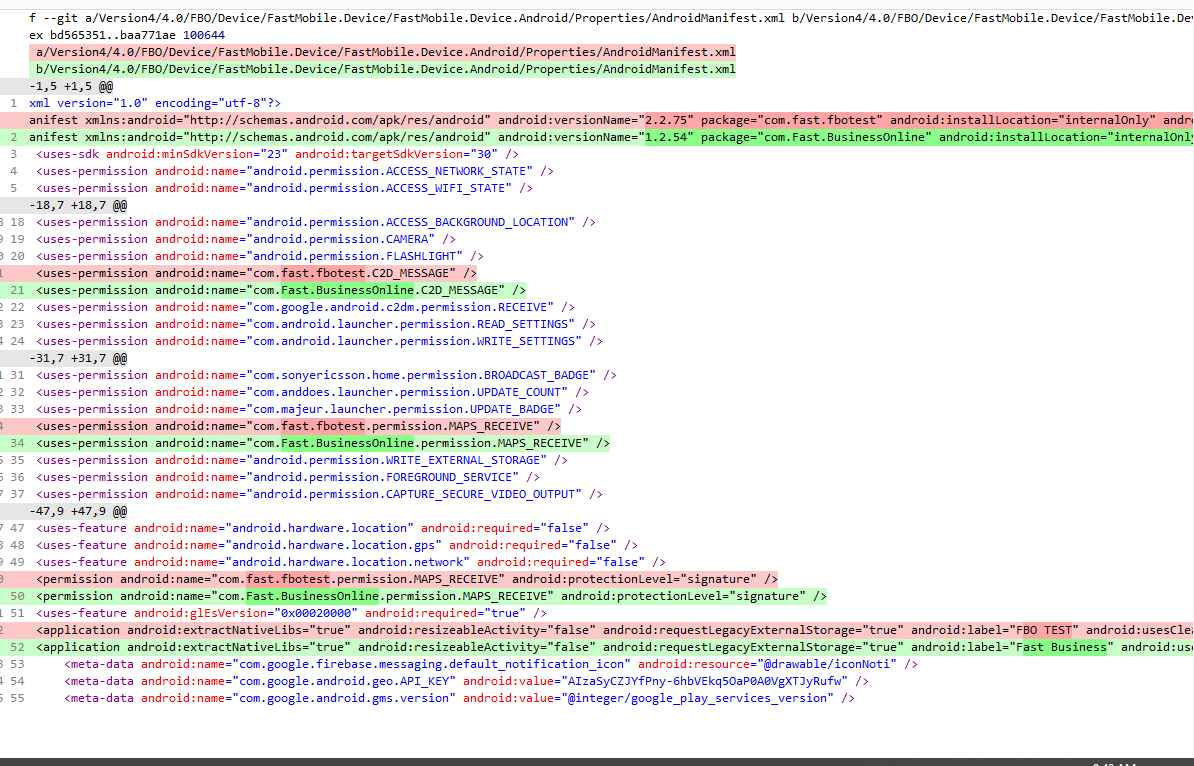 f --git a/Version4/4.0/FBO/Device/FastMobile.Device/FastMobile.Device.Android/Properties/AndroidManifest.xml b/Version4/4.0/FBO/Device/FastMobile.Device/FastMobile.De
ex bd565351..baa771ae 100644
a/Version4/4.0/FBO/Device/FastMobile.Device/FastMobile.Device.Android/Properties/AndroidManifest.xml
b/Version4/4.0/FBO/Device/FastMobile.Device/FastMobile.Device.Android/Properties/AndroidManifest.xml
-1,5 +1,5 @@
1 xml version="1.0" encoding="utf-8"?>
anifest xmlns:android="http://schemas.android.com/apk/res/android" android:versionName="2.2.75" package="com.fast.fbotest" android:installLocation="internalOnly" andro
2 anifest xmlns:android="http://schemas.android.com/apk/res/android" android:versionName="1.2.54" package="com.Fast.BusinessOnline" android:installLocation="internalOnly
3 <uses-sdk android:minSdkVersion="23" android:targetSdkVersion="30" />
4 <uses-permission android:name="android.permission.ACCESS_NETWORK_STATE" />
5 <uses-permission android:name="android.permission.ACCESS_WIFI_STATE" />
-18,7 +18,7 @@
8 18 <uses-permission android:name="android.permission.ACCESS_BACKGROUND_LOCATION" />
9 19 <uses-permission android:name="android.permission.CAMERA" />
0 20 <uses-permission android:name="android.permission.FLASHLIGHT" />
1 <uses-permission android:name="com.fast.fbotest.C2D_MESSAGE" />
21 <uses-permission android:name="com.Fast.BusinessOnline.C2D_MESSAGE" />
2 22 <uses-permission android:name="com.google.android.c2dm.permission.RECEIVE" />
3 23 <uses-permission android:name="com.android.launcher.permission.READ_SETTINGS" />
4 24 <uses-permission android:name="com.android.launcher.permission.WRITE_SETTINGS" />
-31,7 +31,7 @@
1 31 <uses-permission android:name="com.sonyericsson.home.permission.BROADCAST_BADGE" />
2 32 <uses-permission android:name="com.anddoes.launcher.permission.UPDATE_COUNT" />
3 33 <uses-permission android:name="com.majeur.launcher.permission.UPDATE_BADGE" />
4 <uses-permission android:name="com.fast.fbotest.permission.MAPS_RECEIVE" />
34 <uses-permission android:name="com.Fast.BusinessOnline.permission.MAPS_RECEIVE" />
5 35 <uses-permission android:name="android.permission.WRITE_EXTERNAL_STORAGE" />
6 36 <uses-permission android:name="android.permission.FOREGROUND_SERVICE" />
7 37 <uses-permission android:name="android.permission.CAPTURE_SECURE_VIDEO_OUTPUT" />
-47,9 +47,9 @@
7 47 <uses-feature android:name="android.hardware.location" android:required="false" />
8 48 <uses-feature android:name="android.hardware.location.gps" android:required="false" />
9 49 <uses-feature android:name="android.hardware.location.network" android:required="false" />
0 <permission android:name="com.fast.fbotest.permission.MAPS_RECEIVE" android:protectionLevel="signature" />
50 <permission android:name="com.Fast.BusinessOnline.permission.MAPS_RECEIVE" android:protectionLevel="signature" />
1 51 <uses-feature android:glEsVersion="0x00020000" android:required="true" />
2 <application android:extractNativeLibs="true" android:resizeableActivity="false" android:requestLegacyExternalStorage="true" android:label="FBO TEST" android:usesClea
52 <application android:extractNativeLibs="true" android:resizeableActivity="false" android:requestLegacyExternalStorage="true" android:label="Fast Business" android:use
3 53 <meta-data android:name="com.google.firebase.messaging.default_notification_icon" android:resource="@drawable/iconNoti" />
4 54 <meta-data android:name="com.google.android.geo.API_KEY" android:value="AIzaSyCZJYfPny-6hbVEkq5OaP0A0VgXTJyRufw" />
5 55 <meta-data android:name="com.google.android.gms.version" android:value="@integer/google_play_services_version" />